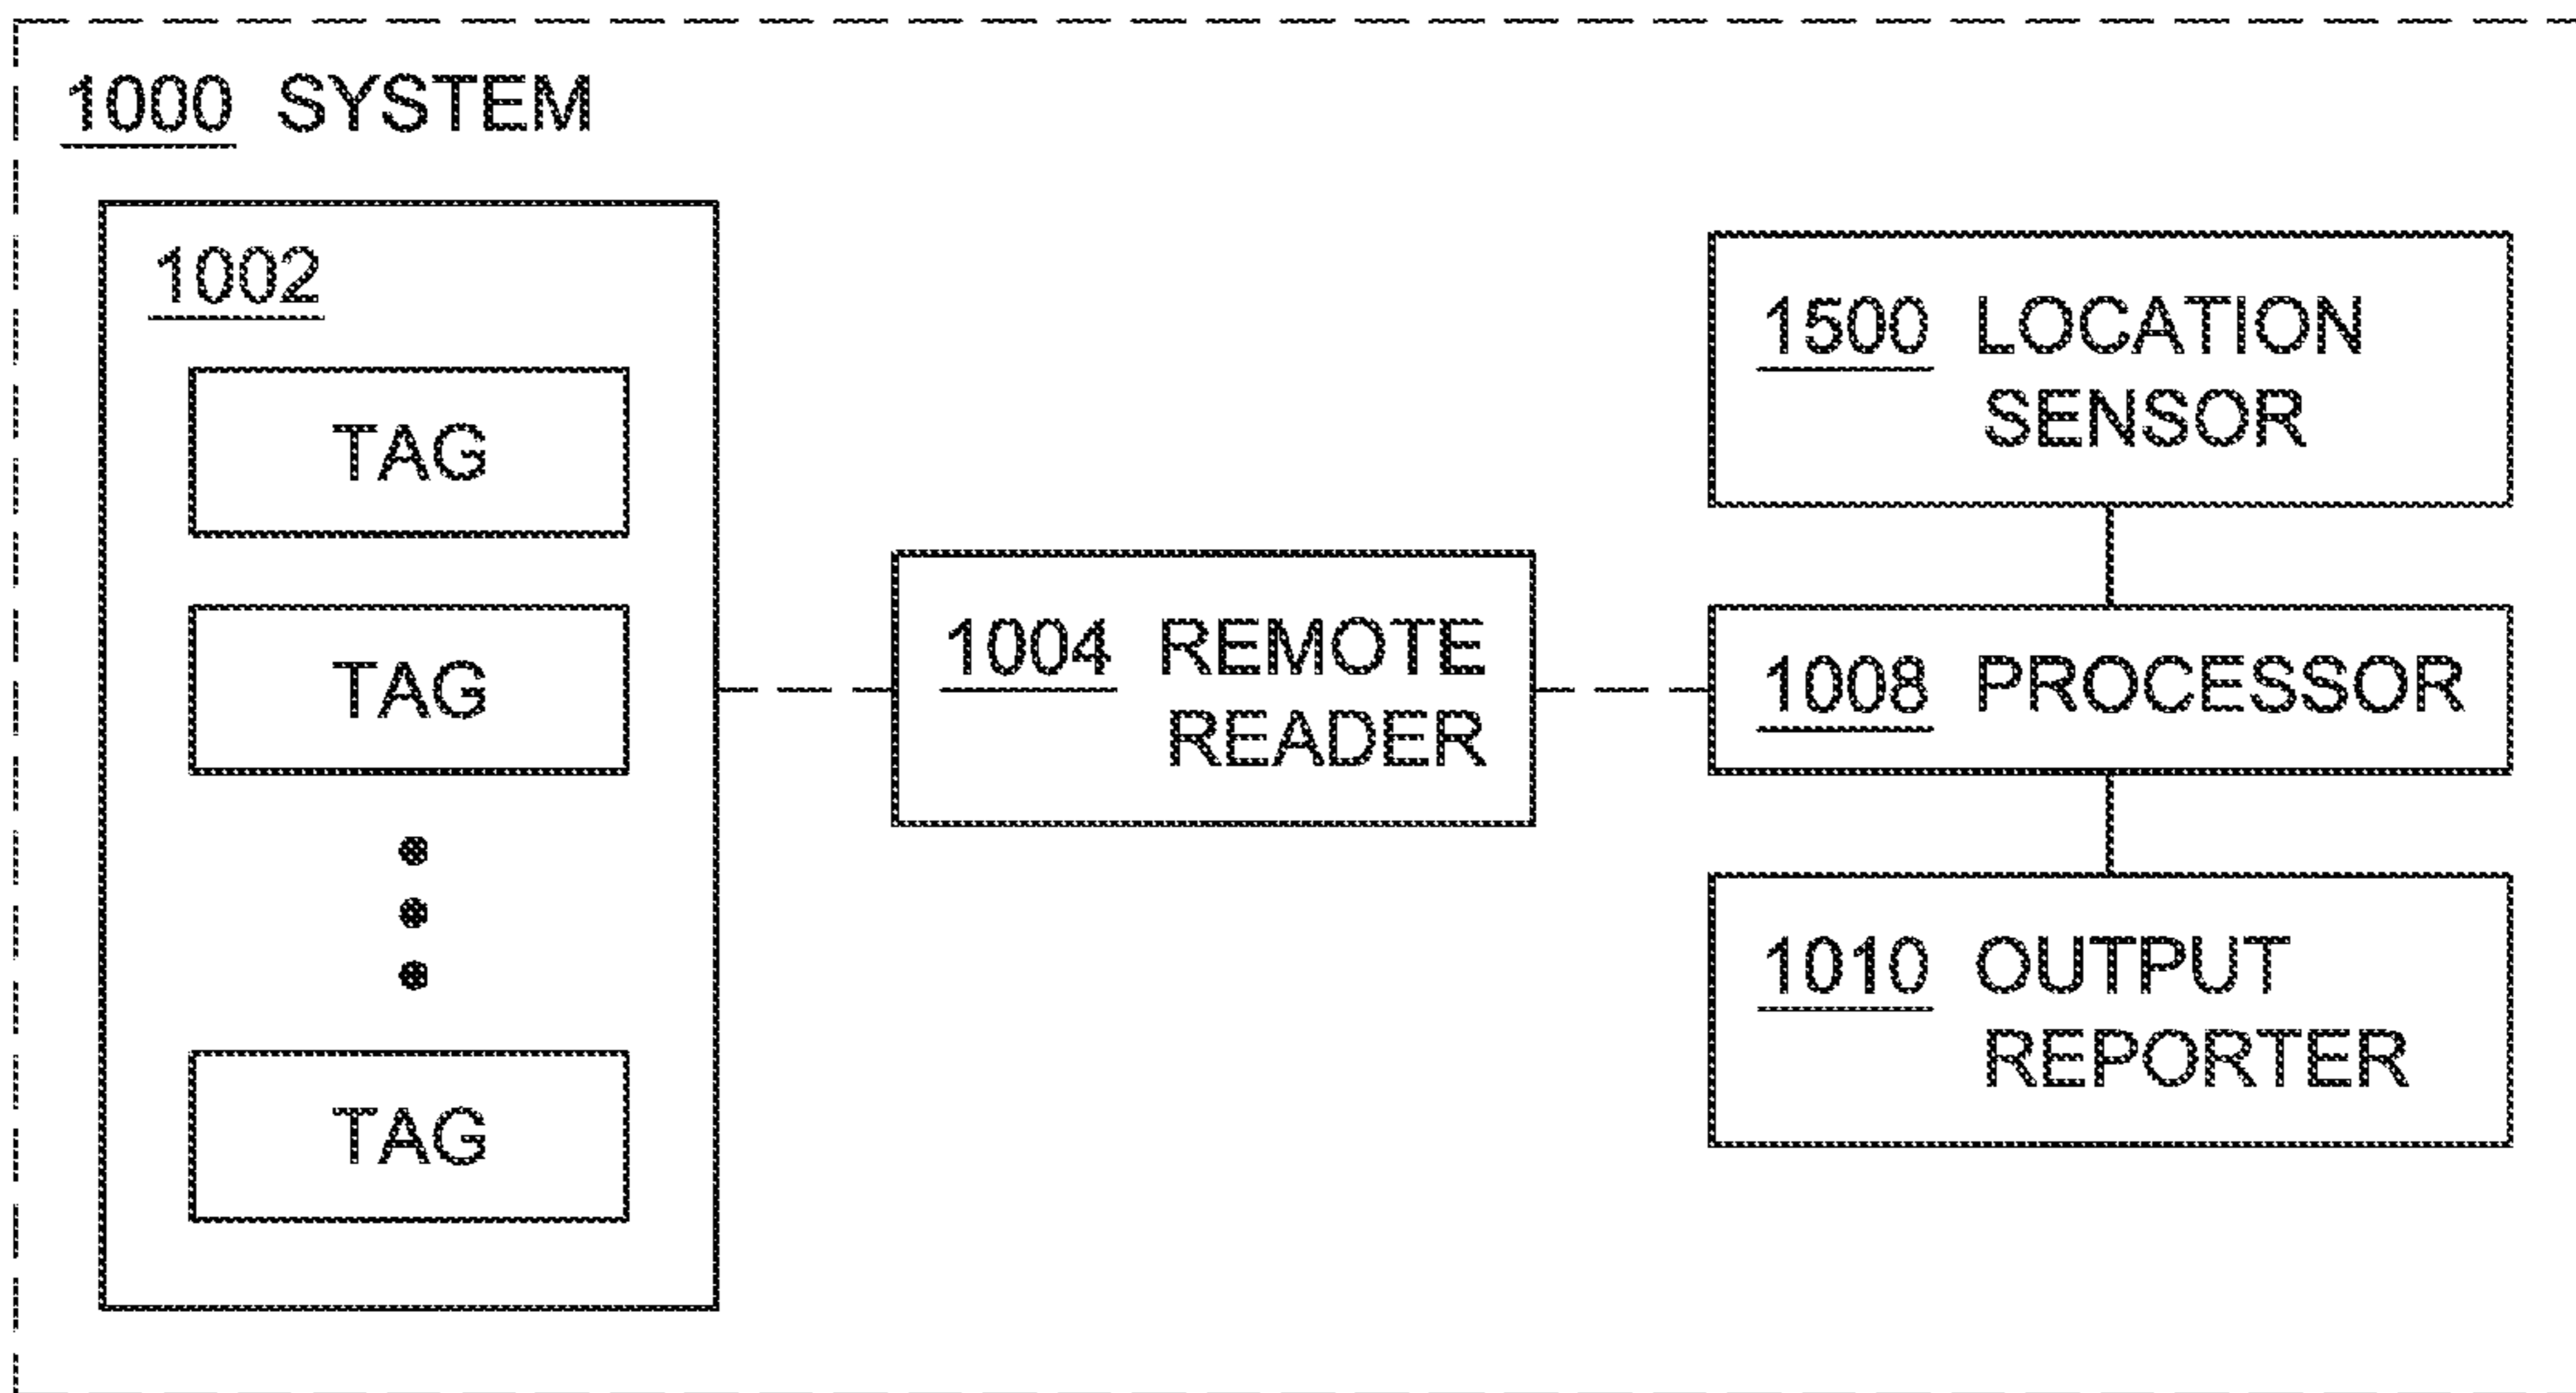 1000 SYSTEM
1002
TAG
TAG
TAG
1004 REMOTE
READER
1500 LOCATION
SENSOR
1008 PROCESSOR
1010 OUTPUT
REPORTER